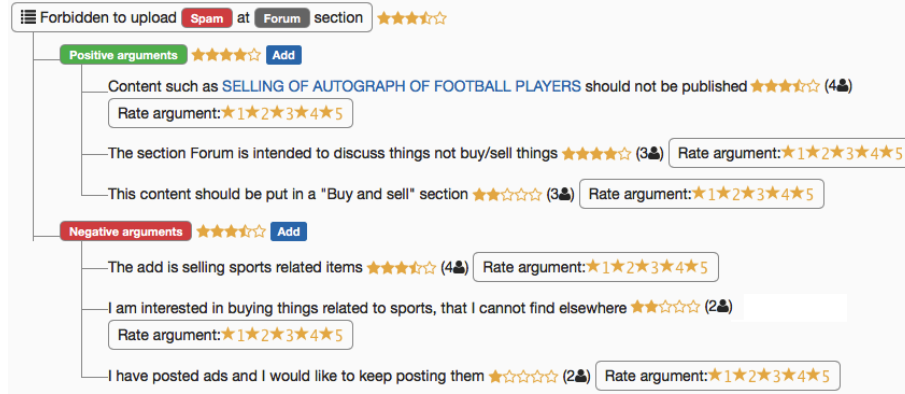 Forbidden to upload Spam at Forum section
Positive arguments Add
Content such as SELLING OF AUTOGRAPH OF FOOTBALL PLAYERS should not be published (4)
Rate argument:★1★2★3★4★5
The section Forum is intended to discuss things not buy/sell things (3) Rate argument:★1★2★3★4★5
This content should be put in a "Buy and sell" section (3) Rate argument:★1★2★3★4★5
Negative arguments Add
The add is selling sports related items (4) Rate argument:★1★2★3★4★5
I am interested in buying things related to sports, that I cannot find elsewhere (2)
Rate argument:★1★2★3★4★5
I have posted ads and I would like to keep posting them (2) Rate argument:★1★2★3★4★5